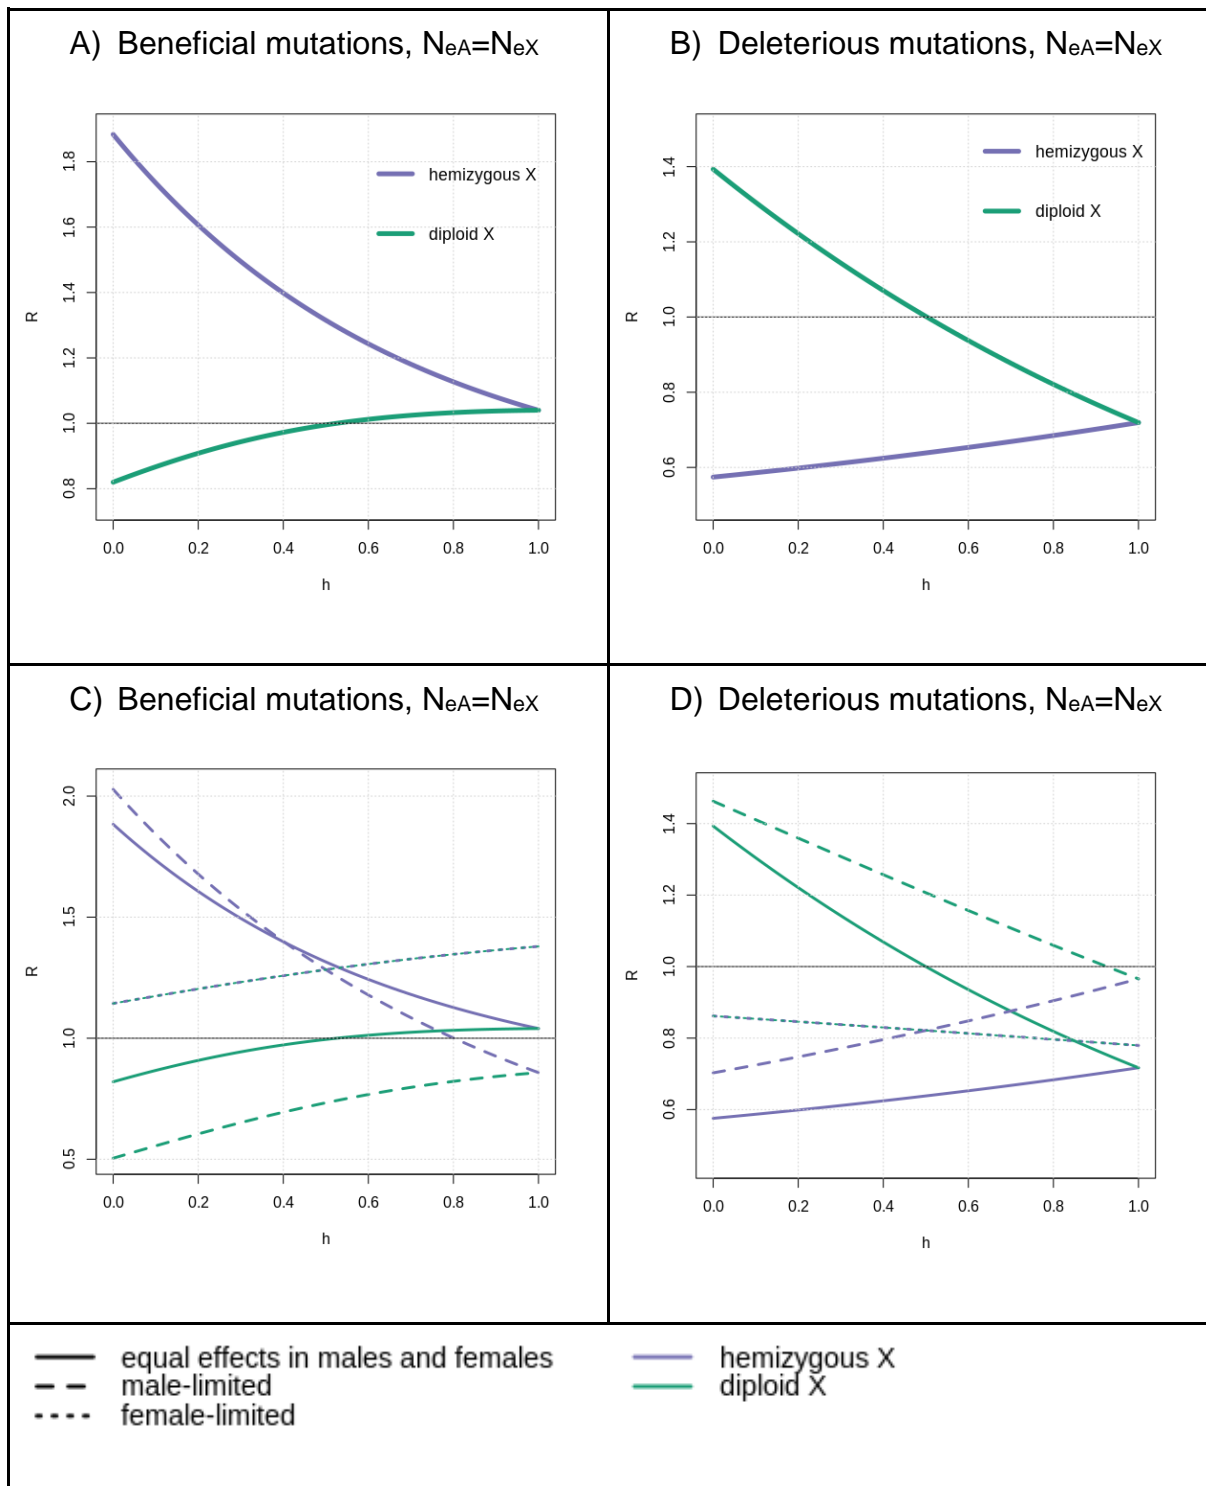 A) Beneficial mutations, NeA=NeX
B) Deleterious mutations, NeA=NeX
R
1.8
1.6
1.4
1.2
1.0
0.8
hemizygous X
diploid X
0.0 0.2 0.4 0.6 0.8 1.0
h
R
1.4
1.2
1.0
0.8
0.6
hemizygous X
diploid X
0.0 0.2 0.4 0.6 0.8 1.0
h
C) Beneficial mutations, NeA=NeX
D) Deleterious mutations, NeA=NeX
R
2.0
1.5
1.0
0.5
0.0 0.2 0.4 0.6 0.8 1.0
h
R
1.4
1.2
1.0
0.8
0.6
0.0 0.2 0.4 0.6 0.8 1.0
h
equal effects in males and females
male-limited
female-limited
hemizygous X
diploid X